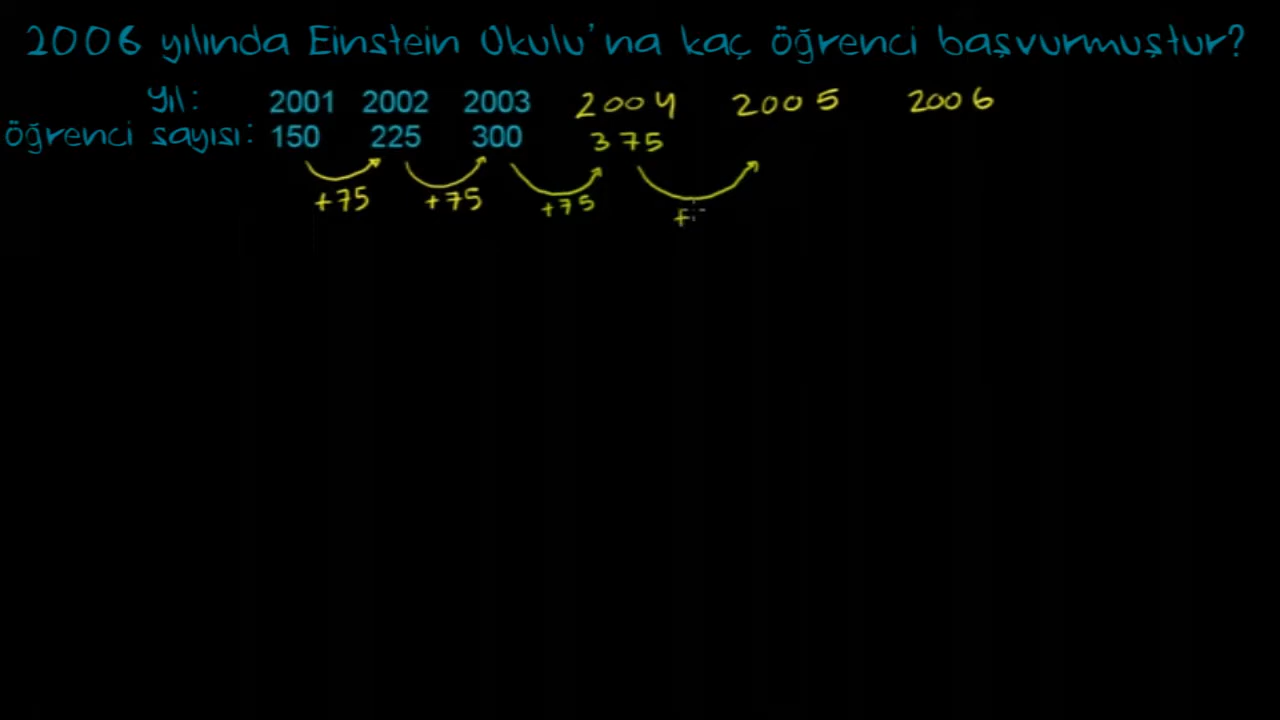 2006 yılında Einstein Okulu'na kaç öğrenci başvurmuştur?
yıl: 2001 2002 2003 2004 2005 2006
öğrenci sayısı: 150 225 300 375
+75 +75 +75 +